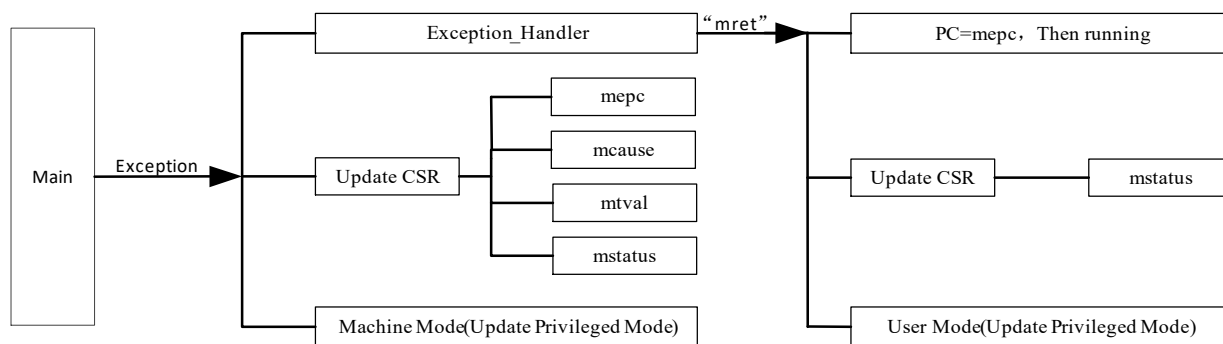 Main
Exception
Exception_Handler
Update CSR
mepc
mcause
mtval
mstatus
Machine Mode(Update Privileged Mode)
“mret”
PC=mepc，Then running
Update CSR
mstatus
User Mode(Update Privileged Mode)